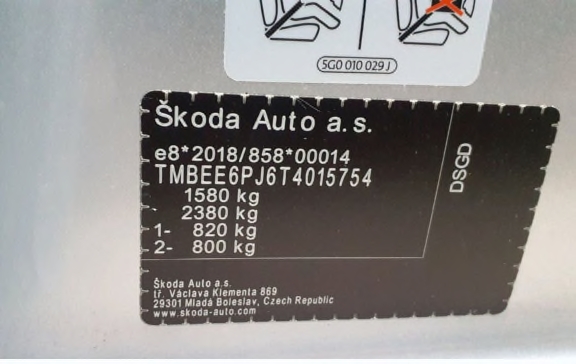 5G0 010 029 J
Škoda Auto a.s.
e8*2018/858*00014
TMBEE6PJ6T4015754
1580 kg
2380 kg
1- 820 kg
2- 800 kg
DSGD
Škoda Auto a.s.
tř. Václava Klementa 869
29301 Mladá Boleslav, Czech Republic
www.skoda-auto.com